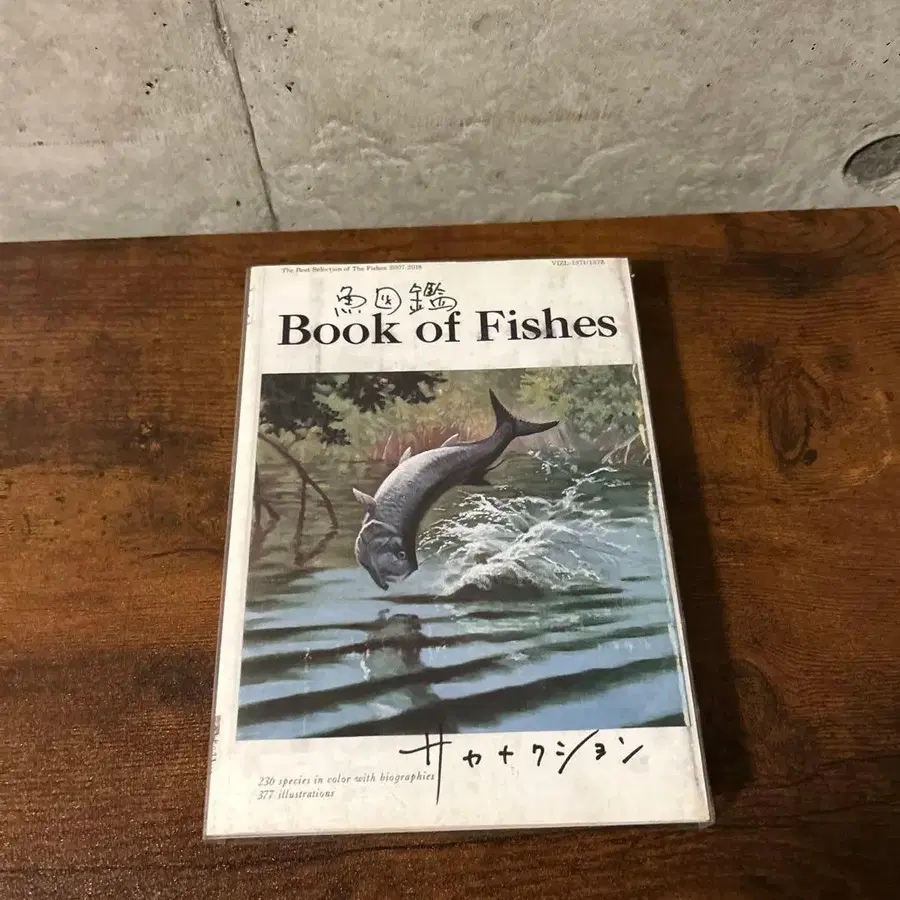 The Best Selection of The Fishes 2007-2018
VIZL-1371/1372
魚図鑑
Book of Fishes
サカナクション
236 species in color with biographies
377 illustrations